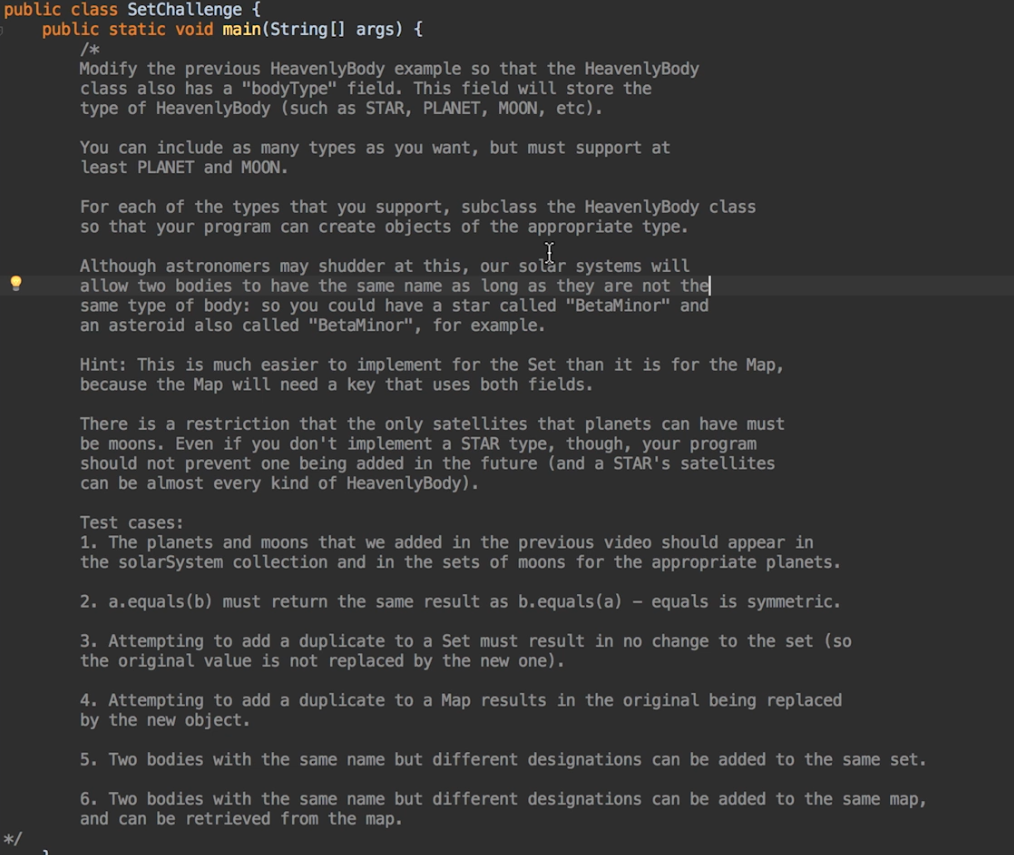 public class SetChallenge {
public static void main(String[] args) {
/*
Modify the previous HeavenlyBody example so that the HeavenlyBody
class also has a "bodyType" field. This field will store the
type of HeavenlyBody (such as STAR, PLANET, MOON, etc).
You can include as many types as you want, but must support at
least PLANET and MOON.
For each of the types that you support, subclass the HeavenlyBody class
so that your program can create objects of the appropriate type.
Although astronomers may shudder at this, our solar systems will
allow two bodies to have the same name as long as they are not the
same type of body: so you could have a star called "BetaMinor" and
an asteroid also called "BetaMinor", for example.
Hint: This is much easier to implement for the Set than it is for the Map,
because the Map will need a key that uses both fields.
There is a restriction that the only satellites that planets can have must
be moons. Even if you don't implement a STAR type, though, your program
should not prevent one being added in the future (and a STAR's satellites
can be almost every kind of HeavenlyBody).
Test cases:
1. The planets and moons that we added in the previous video should appear in
the solarSystem collection and in the sets of moons for the appropriate planets.
2. a.equals(b) must return the same result as b.equals(a) – equals is symmetric.
3. Attempting to add a duplicate to a Set must result in no change to the set (so
the original value is not replaced by the new one).
4. Attempting to add a duplicate to a Map results in the original being replaced
by the new object.
5. Two bodies with the same name but different designations can be added to the same set.
6. Two bodies with the same name but different designations can be added to the same map,
and can be retrieved from the map.
*/
}